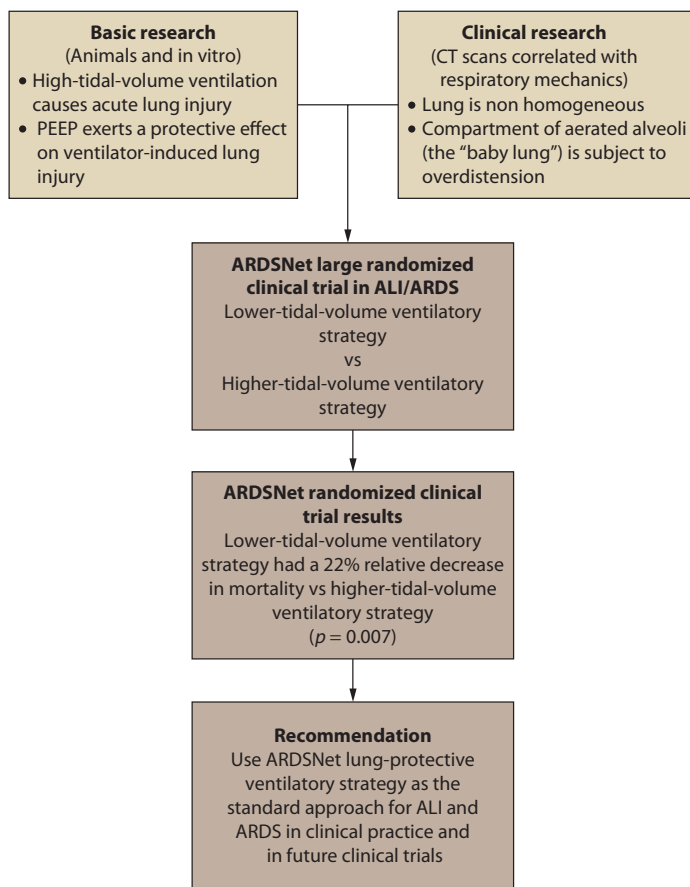 Basic research
(Animals and in vitro)
• High-tidal-volume ventilation
causes acute lung injury
• PEEP exerts a protective effect
on ventilator-induced lung
injury
Clinical research
(CT scans correlated with
respiratory mechanics)
• Lung is non homogeneous
• Compartment of aerated alveoli
(the “baby lung”) is subject to
overdistension
ARDSNet large randomized
clinical trial in ALI/ARDS
Lower-tidal-volume ventilatory
strategy
vs
Higher-tidal-volume ventilatory
strategy
ARDSNet randomized clinical
trial results
Lower-tidal-volume ventilatory
strategy had a 22% relative decrease
in mortality vs higher-tidal-volume
ventilatory strategy
(p = 0.007)
Recommendation
Use ARDSNet lung-protective
ventilatory strategy as the
standard approach for ALI and
ARDS in clinical practice and
in future clinical trials